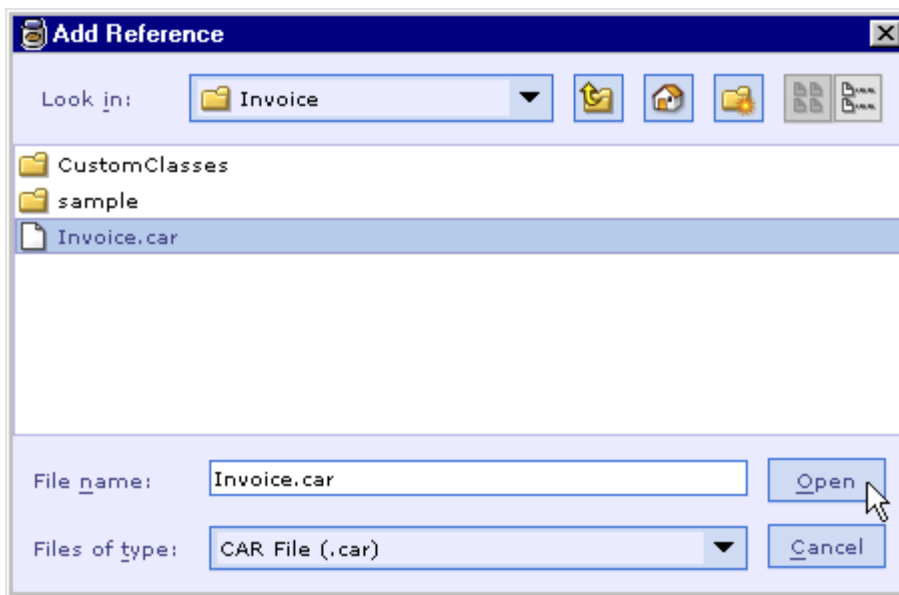 Add Reference
Look in: Invoice
CustomClasses
sample
Invoice.car
File name: Invoice.car Open
Files of type: CAR File (.car) Cancel